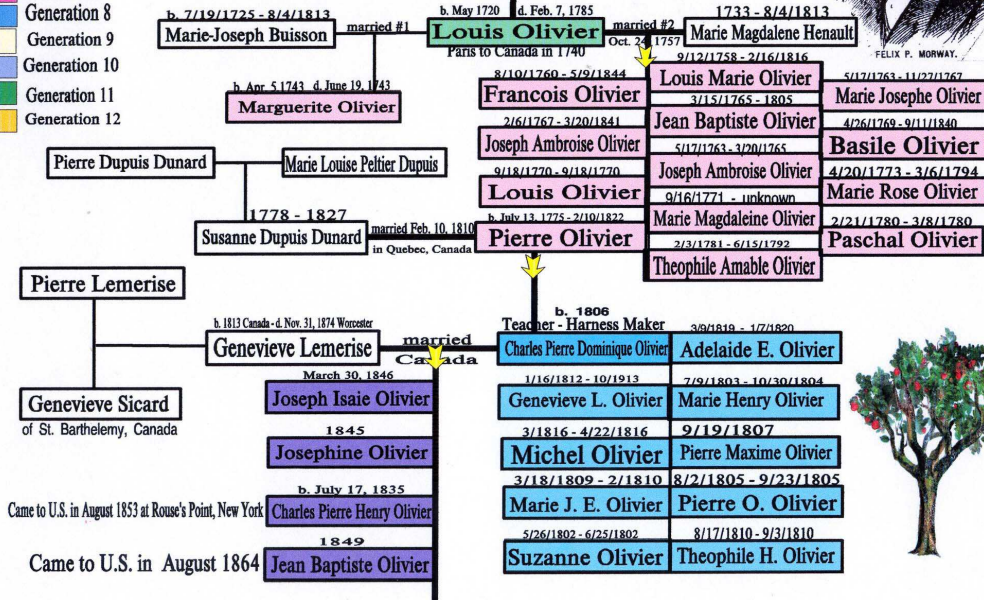 Generation 8
Generation 9
Generation 10
Generation 11
Generation 12
b. 7/19/1725 - 8/4/1813
Marie-Joseph Buisson
married #1
b. May 1720
d. Feb. 7, 1785
Louis Olivier
Paris to Canada in 1740
married #2
Oct. 24, 1757
1733 - 8/4/1813
Marie Magdalene Henault
FELIX P. MORWAY.
b. Apr. 5 1743 d. June 19, 1743
Marguerite Olivier
9/12/1758 - 2/16/1816
Louis Marie Olivier
8/10/1760 - 5/9/1844
Francois Olivier
5/17/1763 - 11/27/1767
Marie Josephe Olivier
3/15/1765 - 1805
Jean Baptiste Olivier
2/6/1767 - 3/20/1841
Joseph Ambroise Olivier
4/26/1769 - 9/11/1840
Basile Olivier
5/17/1763 - 3/20/1765
Joseph Ambroise Olivier
9/18/1770 - 9/18/1770
Louis Olivier
4/20/1773 - 3/6/1794
Marie Rose Olivier
9/16/1771 - unknown
Marie Magdaleine Olivier
b. July 13, 1775 - 2/10/1822
Pierre Olivier
2/21/1780 - 3/8/1780
Paschal Olivier
2/3/1781 - 6/15/1792
Theophile Amable Olivier
Pierre Dupuis Dunard
Marie Louise Peltier Dupuis
1778 - 1827
Susanne Dupuis Dunard
married Feb. 10, 1810
in Quebec, Canada
Pierre Lemerise
b. 1813 Canada - d. Nov. 31, 1874 Worcester
Genevieve Lemerise
married
Canada
b. 1806
Teacher - Harness Maker
Charles Pierre Dominique Olivier
3/9/1819 - 1/7/1820
Adelaide E. Olivier
Genevieve Sicard
of St. Barthelemy, Canada
March 30, 1846
Joseph Isaie Olivier
1/16/1812 - 10/1913
Genevieve L. Olivier
7/9/1803 - 10/30/1804
Marie Henry Olivier
1845
Josephine Olivier
3/1816 - 4/22/1816
Michel Olivier
9/19/1807
Pierre Maxime Olivier
b. July 17, 1835
Came to U.S. in August 1853 at Rouse's Point, New York
Charles Pierre Henry Olivier
3/18/1809 - 2/1810
Marie J. E. Olivier
8/2/1805 - 9/23/1805
Pierre O. Olivier
1849
Came to U.S. in August 1864
Jean Baptiste Olivier
5/26/1802 - 6/25/1802
Suzanne Olivier
8/17/1810 - 9/3/1810
Theophile H. Olivier